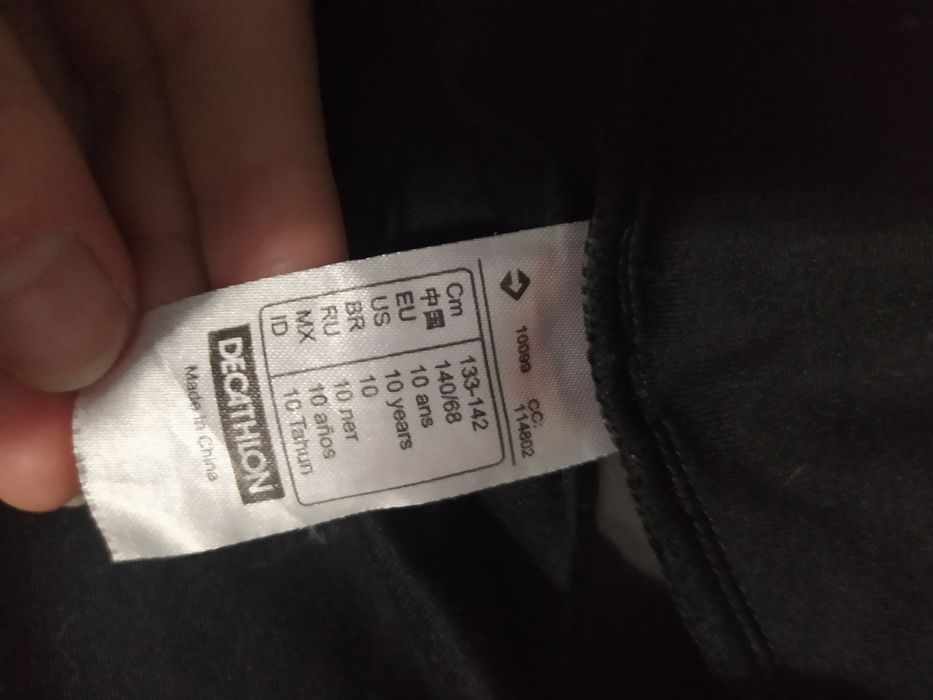 10099 CC: 114802
Cm 133-142
中国 140/68
EU 10 ans
US 10 years
BR 10
RU 10 лет
MX 10 años
ID 10 Tahun
DECATHLON
Made in China